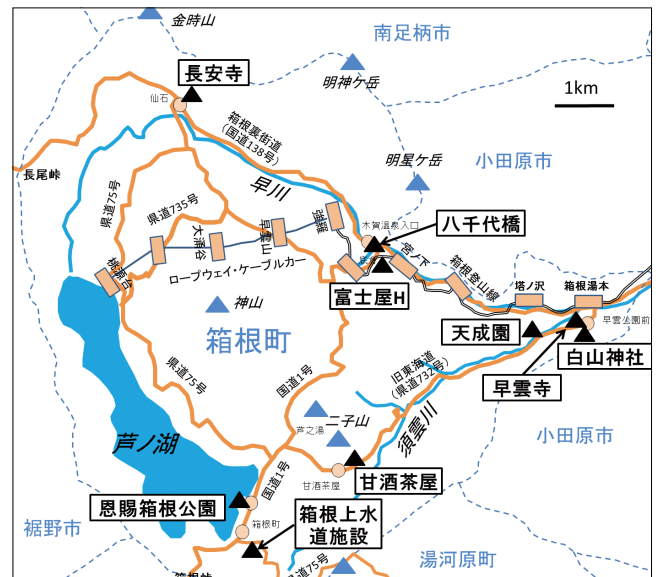 金時山
南足柄市
長安寺
明神ケ岳
1km
仙石
箱根裏街道
(国道138号)
明星ケ岳
小田原市
長尾峠
早川
県道75号
県道735号
強羅
木賀温泉入口
八千代橋
早雲山
大涌谷
宮ノ下
桃源台
ロープウェイ・ケーブルカー
箱根登山線
富士屋H
塔ノ沢
箱根湯本
神山
早雲公園前
天成園
箱根町
白山神社
早雲寺
県道75号
国道1号
旧東海道
(県道732号)
須雲川
二子山
芦之湯
小田原市
芦ノ湖
甘酒茶屋
甘酒茶屋
国道1号
恩賜箱根公園
箱根上水
道施設
箱根町
裾野市
湯河原町
県道75号
箱根峠